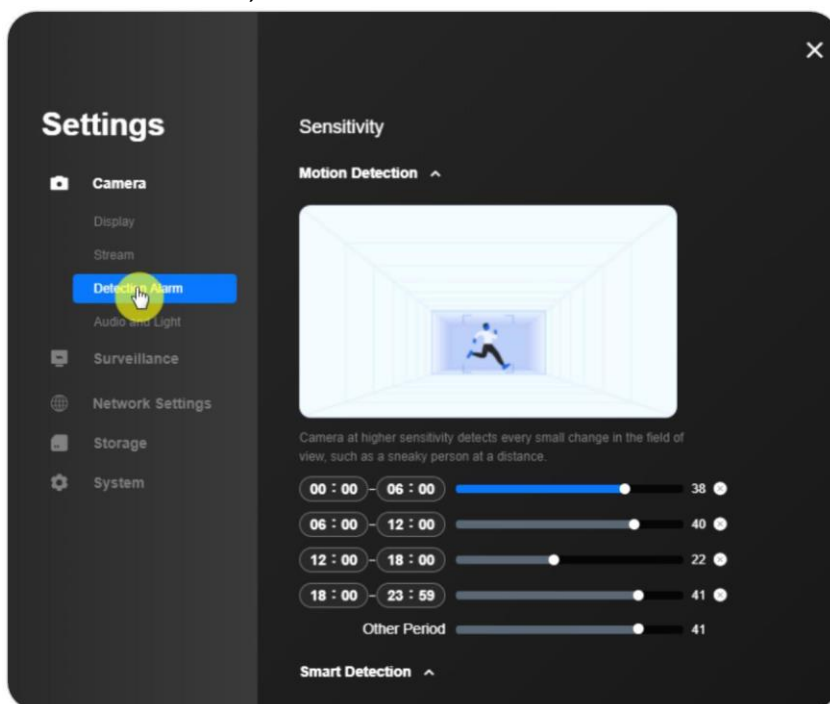 Settings
Camera
Display
Stream
Detection Alarm
Audio and Light
Surveillance
Network Settings
Storage
System
Sensitivity
Motion Detection
Camera at higher sensitivity detects every small change in the field of
view, such as a sneaky person at a distance.
00 : 00 - 06 : 00 38
06 : 00 - 12 : 00 40
12 : 00 - 18 : 00 22
18 : 00 - 23 : 59 41
Other Period 41
Smart Detection